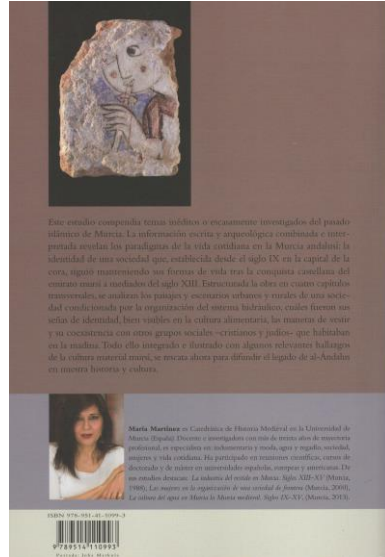 Este estudio compendia temas inéditos o escasamente investigados del pasado
islámico de Murcia. La información escrita y arqueológica combinada e inter-
pretada revelan los paradigmas de la vida cotidiana en la Murcia andalusí: la
identidad de una sociedad que, establecida desde el siglo IX en la capital de la
cora, siguió manteniendo sus formas de vida tras la conquista castellana del
emirato mursí a mediados del siglo XIII. Estructurada la obra en cuatro capítulos
transversales, se analizan los paisajes y escenarios urbanos y rurales de una socie-
dad condicionada por la organización del sistema hidráulico; cuáles fueron sus
señas de identidad, bien visibles en la cultura alimentaria, las maneras de vestir
y su coexistencia con otros grupos sociales –cristianos y judíos– que habitaban
en la madina. Todo ello integrado e ilustrado con algunos relevantes hallazgos
de la cultura material mursí, se rescata ahora para difundir el legado de al-Andalus
en nuestra historia y cultura.
María Martínez es Catedrática de Historia Medieval en la Universidad de
Murcia (España). Docente e investigadora con más de treinta años de trayectoria
profesional, es especialista en: indumentaria y moda, agua y regadío, sociedad,
mujeres y vida cotidiana. Ha participado en reuniones científicas, cursos de
doctorado y de máster en universidades españolas, europeas y americanas. De
sus estudios destacan: La industria del vestido en Murcia. Siglos XIII-XV (Murcia,
1988), Las mujeres en la organización de una sociedad de frontera (Murcia, 2000),
La cultura del agua en Murcia la Murcia medieval. Siglos IX-XV, (Murcia, 2013).
ISBN 978-951-41-1099-3
9 789514 110993